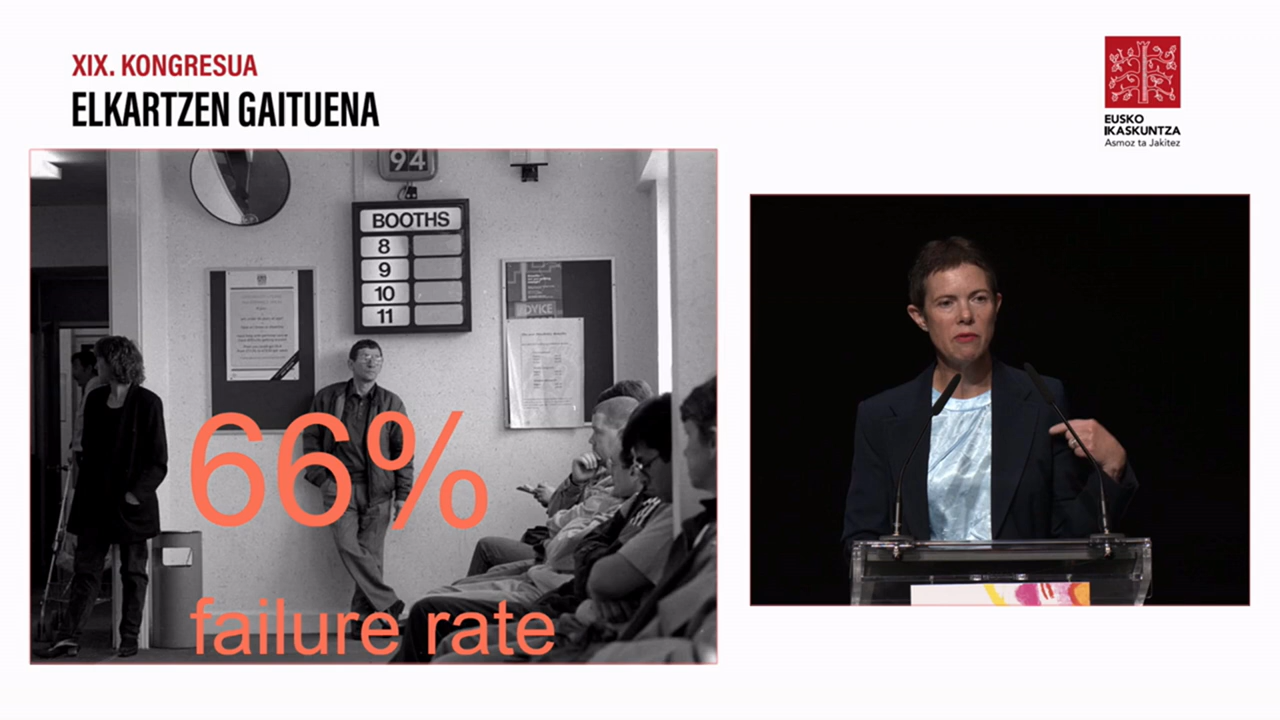 XIX. KONGRESUA
ELKARTZEN GAITUENA
EUSKO
IKASKUNTZA
Asmoz ta Jakitez
94
BOOTHS
8
9
10
11
66%
failure rate